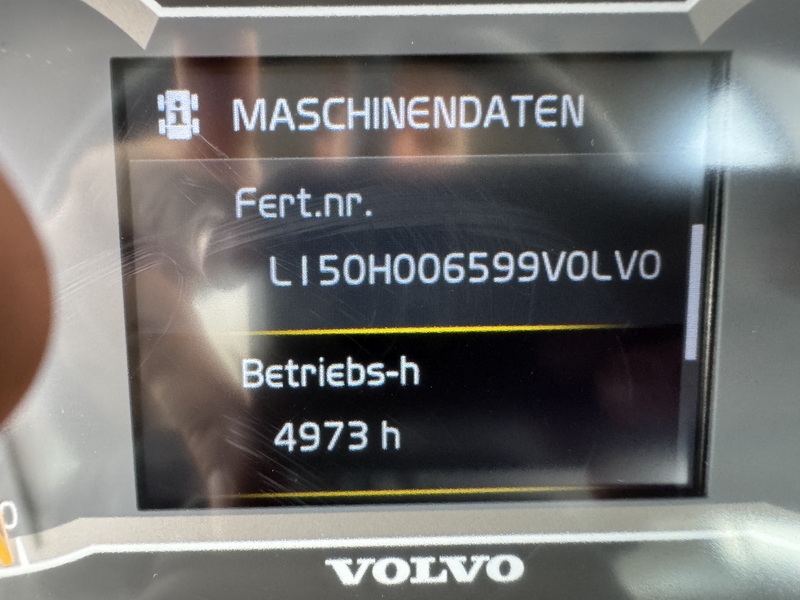 MASCHINENDATEN
Fert.nr.
L150H006599VOLVO
Betriebs-h
4973 h
VOLVO